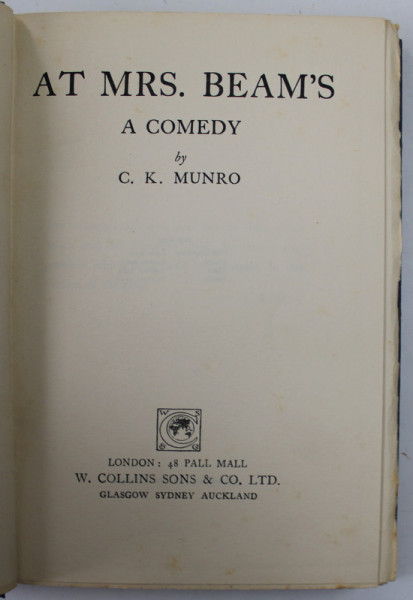 AT MRS. BEAM'S
A COMEDY
by
C. K. MUNRO
LONDON: 48 PALL MALL
W. COLLINS SONS & CO. LTD.
GLASGOW SYDNEY AUCKLAND